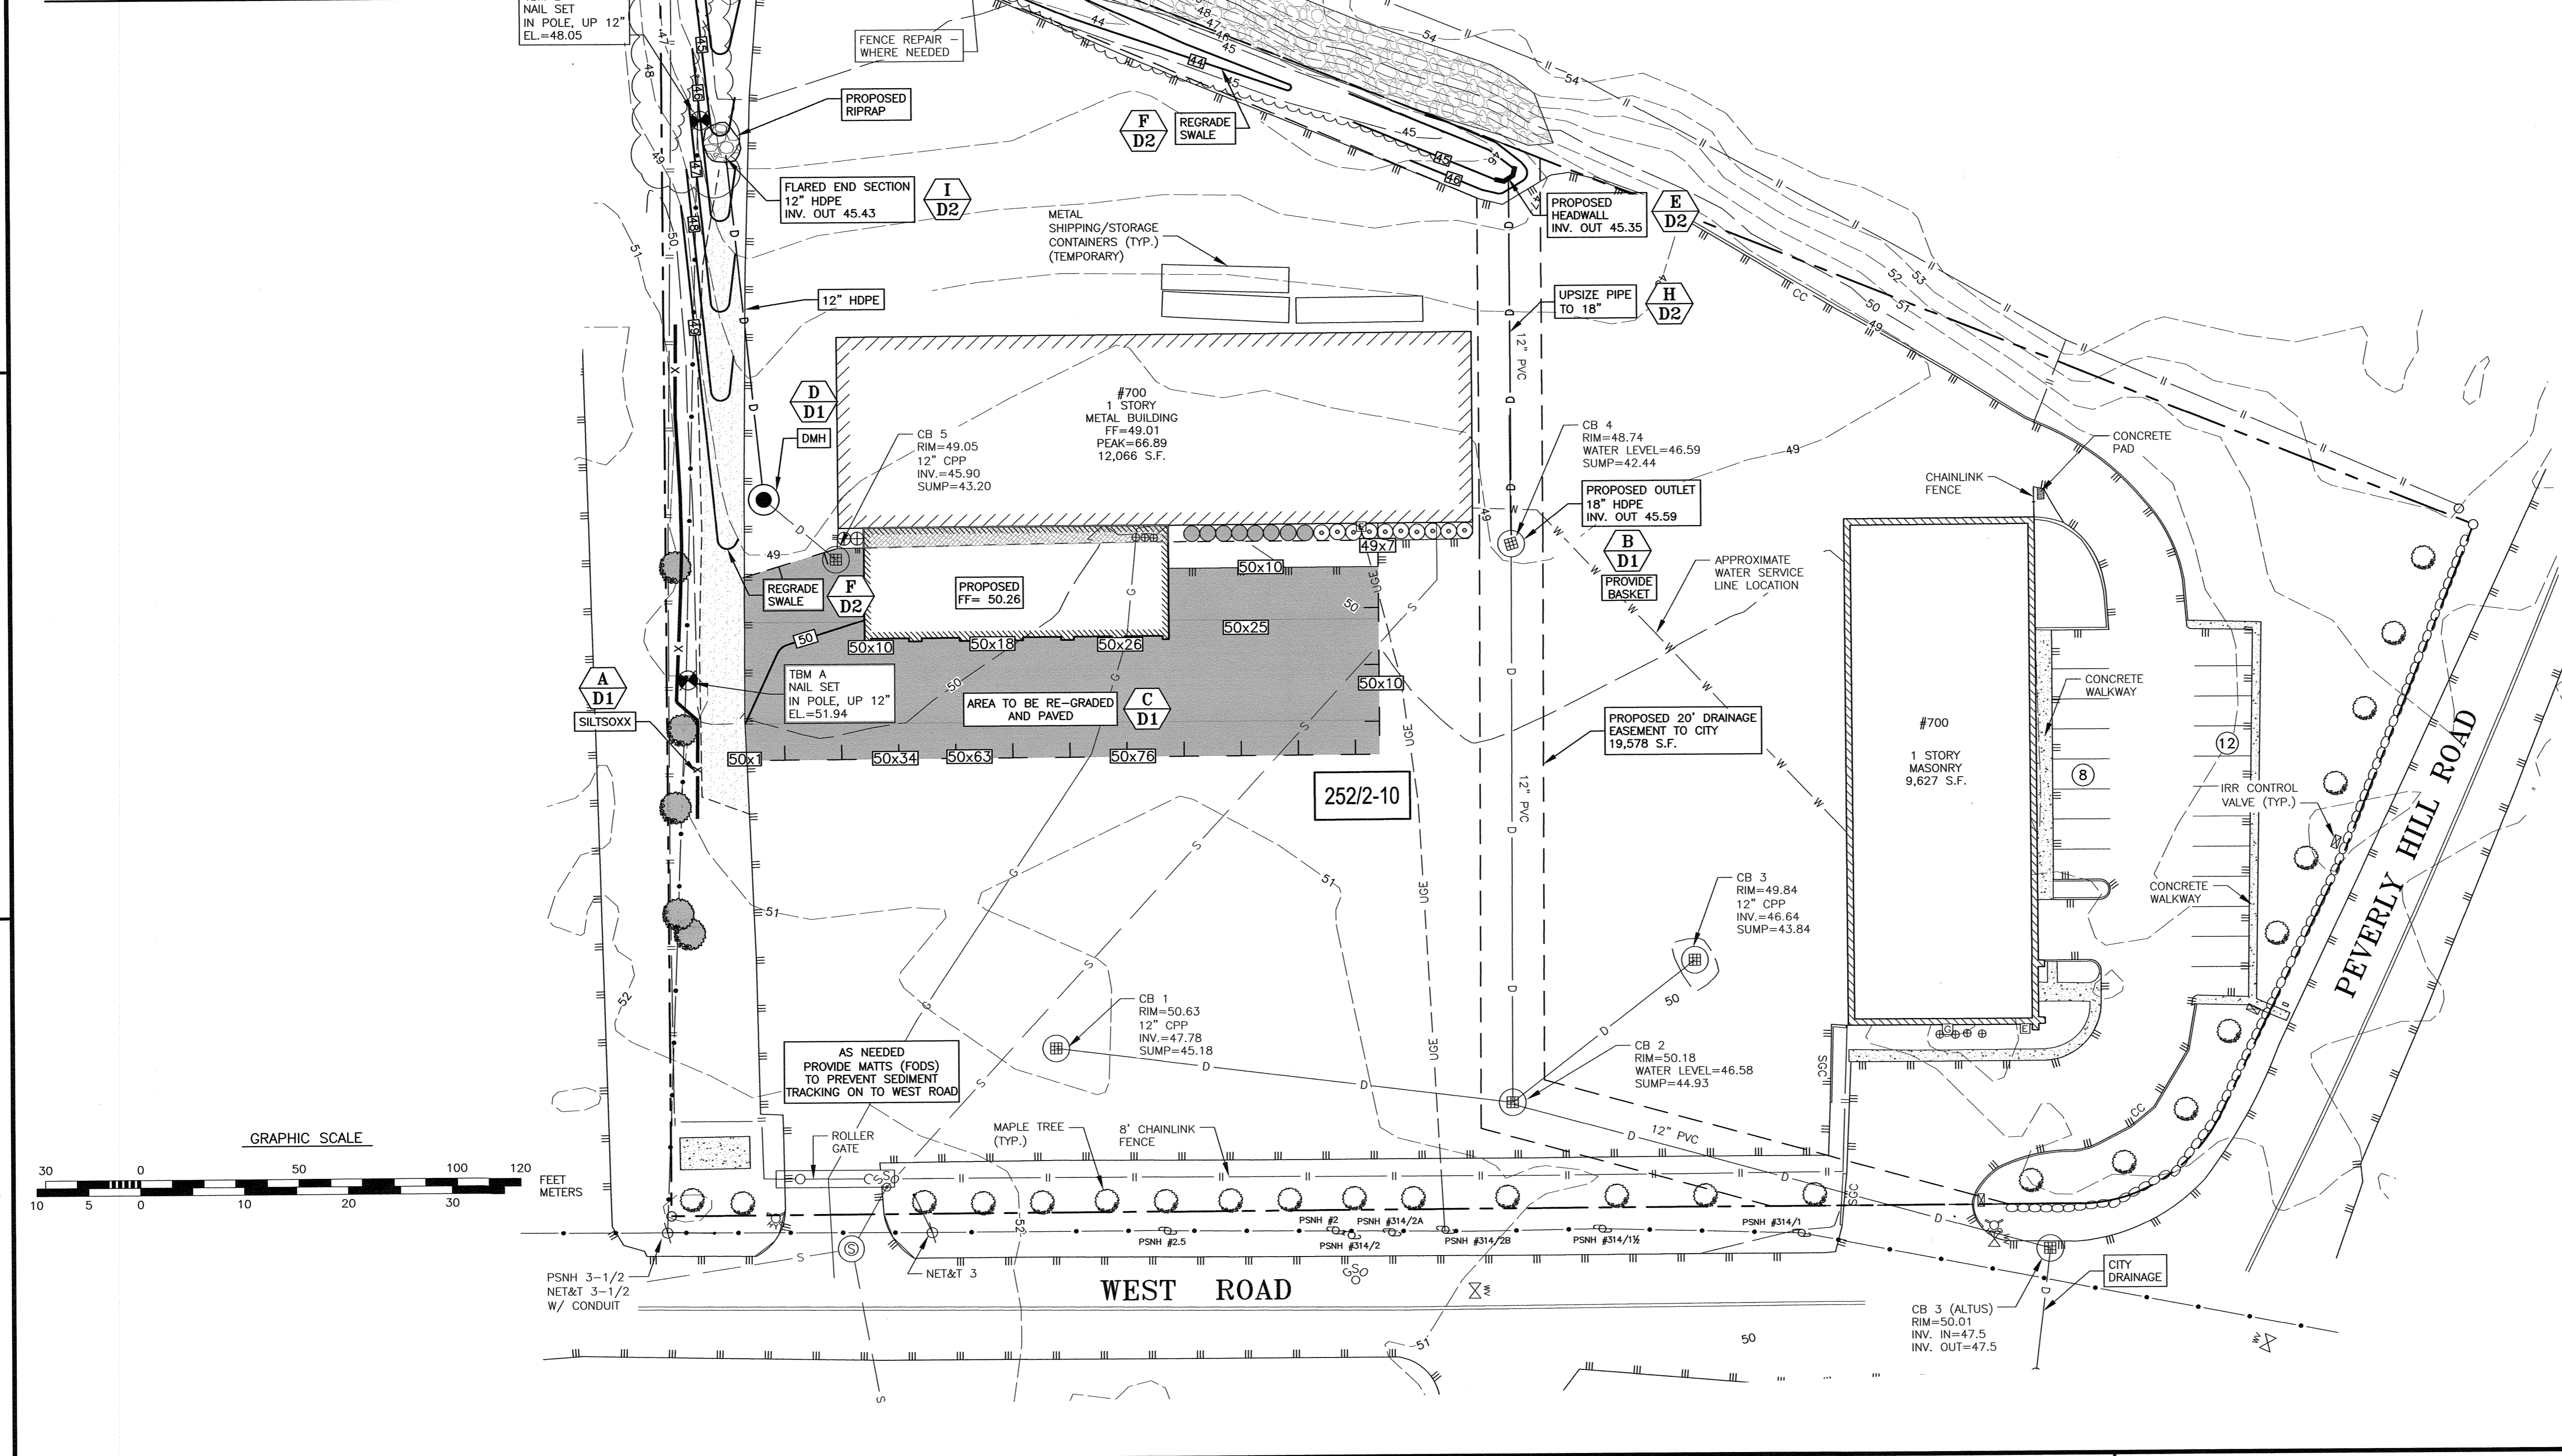 NAIL SET
IN POLE, UP 12"
EL.=48.05
FENCE REPAIR -
WHERE NEEDED
PROPOSED
RIPRAP
F
D2
REGRADE
SWALE
FLARED END SECTION
12" HDPE
INV. OUT 45.43
I
D2
METAL
SHIPPING/STORAGE
CONTAINERS (TYP.)
(TEMPORARY)
PROPOSED
HEADWALL
INV. OUT 45.35
E
D2
12" HDPE
UPSIZE PIPE
TO 18"
H
D2
12" PVC
D
D1
DMH
#700
1 STORY
METAL BUILDING
FF=49.01
PEAK=66.89
12,066 S.F.
CB 5
RIM=49.05
12" CPP
INV.=45.90
SUMP=43.20
CB 4
RIM=48.74
WATER LEVEL=46.59
SUMP=42.44
PROPOSED OUTLET
18" HDPE
INV. OUT 45.59
B
D1
PROVIDE
BASKET
APPROXIMATE
WATER SERVICE
LINE LOCATION
CHAINLINK
FENCE
CONCRETE
PAD
REGRADE
SWALE
F
D2
PROPOSED
FF= 50.26
49x7
50x10
50x25
50
50x10
50x18
50x26
50x10
A
D1
SILTSOXX
TBM A
NAIL SET
IN POLE, UP 12"
EL.=51.94
AREA TO BE RE-GRADED
AND PAVED
C
D1
50x1
50x34
50x63
50x76
252/2-10
PROPOSED 20' DRAINAGE
EASEMENT TO CITY
19,578 S.F.
12" PVC
#700
1 STORY
MASONRY
9,627 S.F.
CONCRETE
WALKWAY
8
12
IRR CONTROL
VALVE (TYP.)
CONCRETE
WALKWAY
PEVERLY HILL ROAD
CB 3
RIM=49.84
12" CPP
INV.=46.64
SUMP=43.84
CB 1
RIM=50.63
12" CPP
INV.=47.78
SUMP=45.18
CB 2
RIM=50.18
WATER LEVEL=46.58
SUMP=44.93
AS NEEDED
PROVIDE MATTS (FODS)
TO PREVENT SEDIMENT
TRACKING ON TO WEST ROAD
ROLLER
GATE
MAPLE TREE
(TYP.)
8' CHAINLINK
FENCE
12" PVC
GRAPHIC SCALE
30 0 50 100 120
FEET
METERS
10 5 0 10 20 30
PSNH #2.5
PSNH #2
PSNH #314/2
PSNH #314/2A
PSNH #314/2B
PSNH #314/1½
PSNH #314/1
PSNH 3-1/2
NET&T 3-1/2
W/ CONDUIT
NET&T 3
WEST ROAD
CITY
DRAINAGE
CB 3 (ALTUS)
RIM=50.01
INV. IN=47.5
INV. OUT=47.5